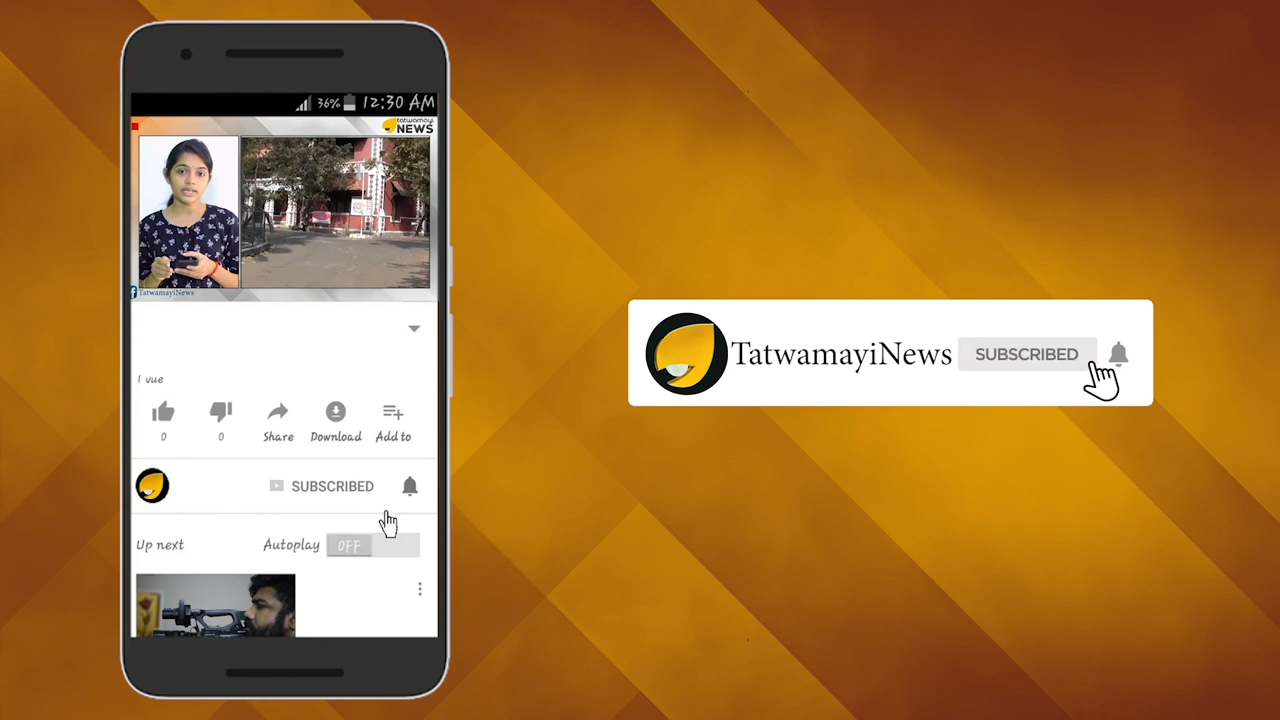 36% 12:30 AM
tatwamayi
NEWS
TatwamayiNews
1 vue
0 0 Share Download Add to
SUBSCRIBED
Up next Autoplay OFF
TatwamayiNews SUBSCRIBED